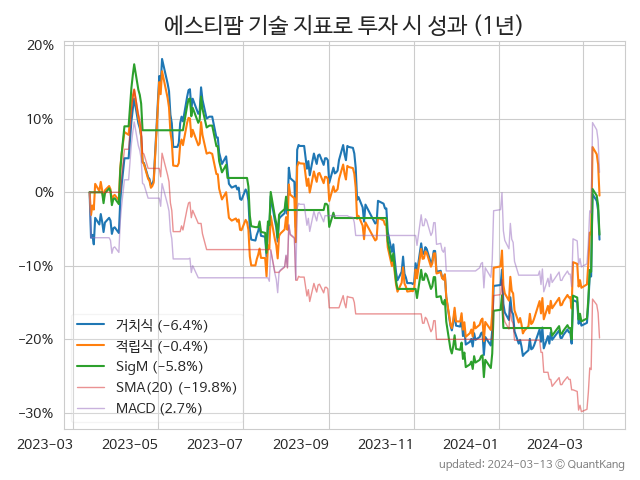 에스티팜 기술 지표로 투자 시 성과 (1년)
20%
10%
0%
−10%
−20%
−30%
거치식 (−6.4%)
적립식 (−0.4%)
SigM (−5.8%)
SMA(20) (−19.8%)
MACD (2.7%)
2023-03 2023-05 2023-07 2023-09 2023-11 2024-01 2024-03
updated: 2024-03-13 © QuantKang